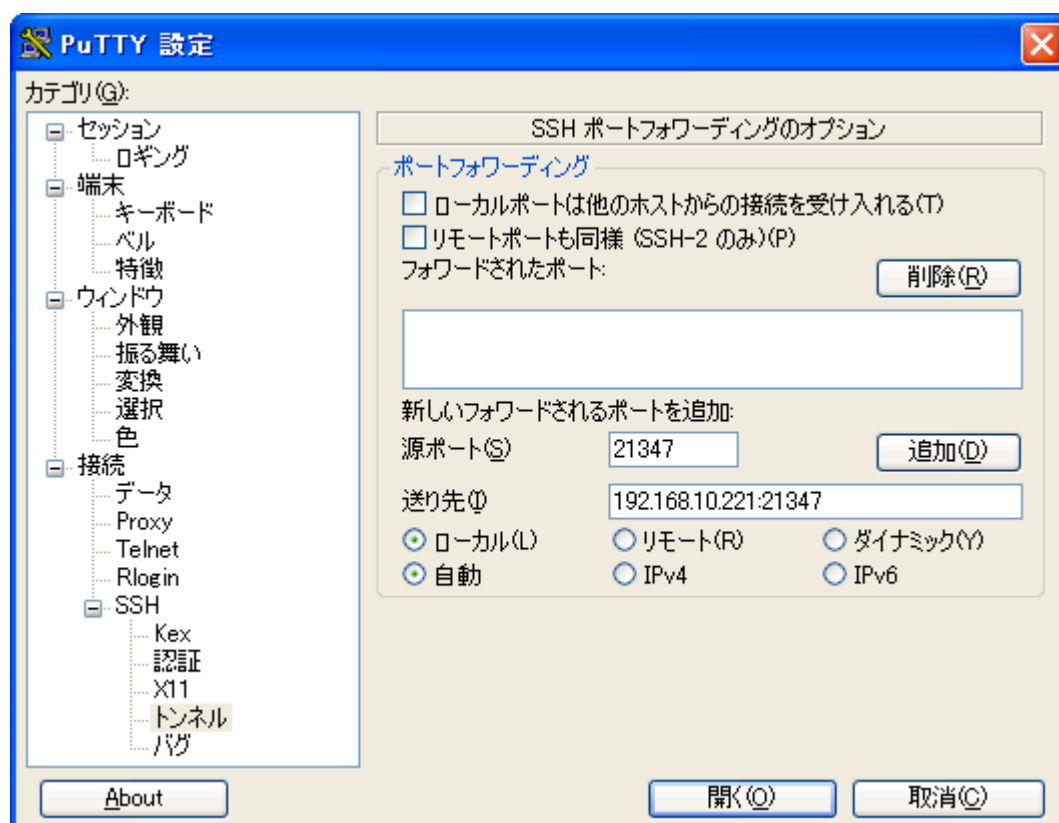 PuTTY 設定
カテゴリ(G):
セッション
ロギング
端末
キーボード
ベル
特徴
ウィンドウ
外観
振る舞い
変換
選択
色
接続
データ
Proxy
Telnet
Rlogin
SSH
Kex
認証
X11
トンネル
バグ
SSH ポートフォワーディングのオプション
ポートフォワーディング
ローカルポートは他のホストからの接続を受け入れる(T)
リモートポートも同様 (SSH-2 のみ)(P)
フォワードされたポート:
削除(R)
新しいフォワードされるポートを追加:
源ポート(S) 21347 追加(D)
送り先(I) 192.168.10.221:21347
ローカル(L) リモート(R) ダイナミック(Y)
自動 IPv4 IPv6
About 開く(O) 取消(C)